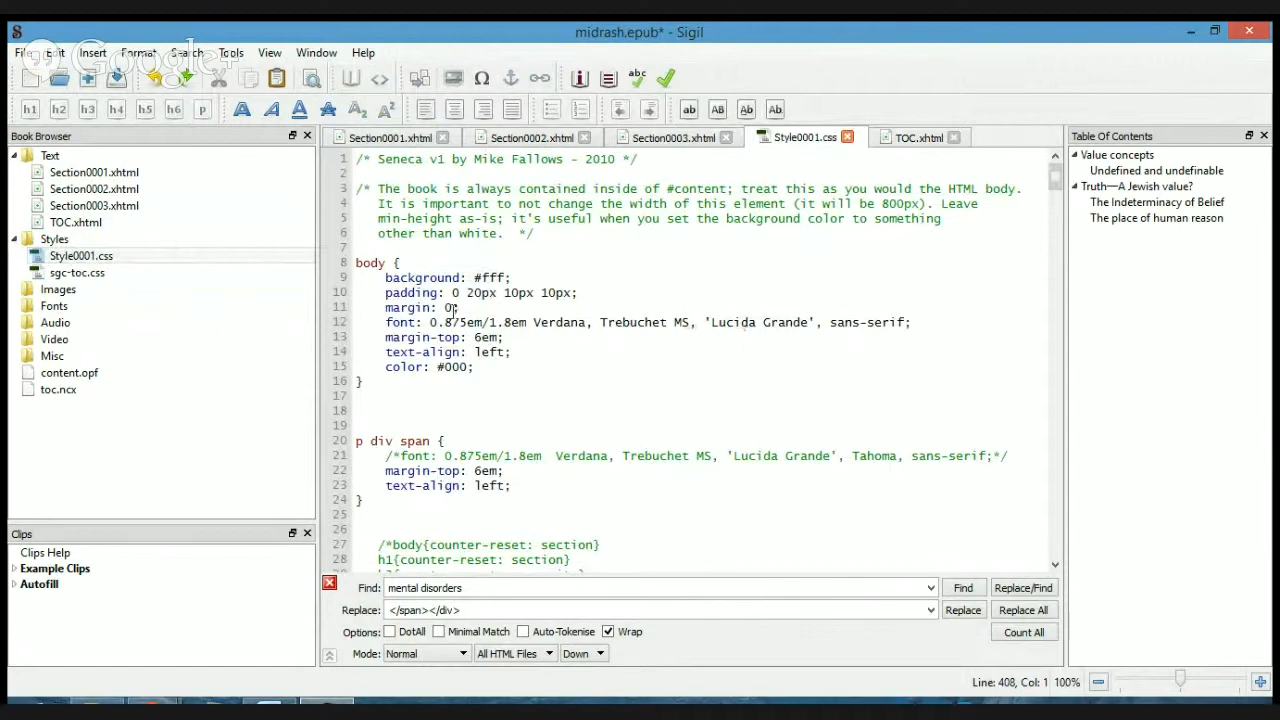 midrash.epub* - Sigil
File Edit Insert Format Search Tools View Window Help
Google+
h1 h2 h3 h4 h5 h6 p A A A A A₂ A² ab AB Ab Ab
abc
Book Browser
Text
Section0001.xhtml
Section0002.xhtml
Section0003.xhtml
TOC.xhtml
Styles
Style0001.css
sgc-toc.css
Images
Fonts
Audio
Video
Misc
content.opf
toc.ncx
Clips
Clips Help
Example Clips
Autofill
Section0001.xhtml Section0002.xhtml Section0003.xhtml Style0001.css TOC.xhtml
1 /* Seneca v1 by Mike Fallows - 2010 */
2
3 /* The book is always contained inside of #content; treat this as you would the HTML body.
4 It is important to not change the width of this element (it will be 800px). Leave
5 min-height as-is; it's useful when you set the background color to something
6 other than white. */
7
8 body {
9 background: #fff;
10 padding: 0 20px 10px 10px;
11 margin: 0;
12 font: 0.875em/1.8em Verdana, Trebuchet MS, 'Lucida Grande', sans-serif;
13 margin-top: 6em;
14 text-align: left;
15 color: #000;
16 }
17
18
19
20 p div span {
21 /*font: 0.875em/1.8em Verdana, Trebuchet MS, 'Lucida Grande', Tahoma, sans-serif;*/
22 margin-top: 6em;
23 text-align: left;
24 }
25
26
27 /*body{counter-reset: section}
28 h1{counter-reset: section}
Find: mental disorders Find Replace/Find
Replace: </span></div> Replace Replace All
Options: DotAll Minimal Match Auto-Tokenise Wrap Count All
Mode: Normal All HTML Files Down
Table Of Contents
Value concepts
Undefined and undefinable
Truth—A Jewish value?
The Indeterminacy of Belief
The place of human reason
Line: 408, Col: 1 100%